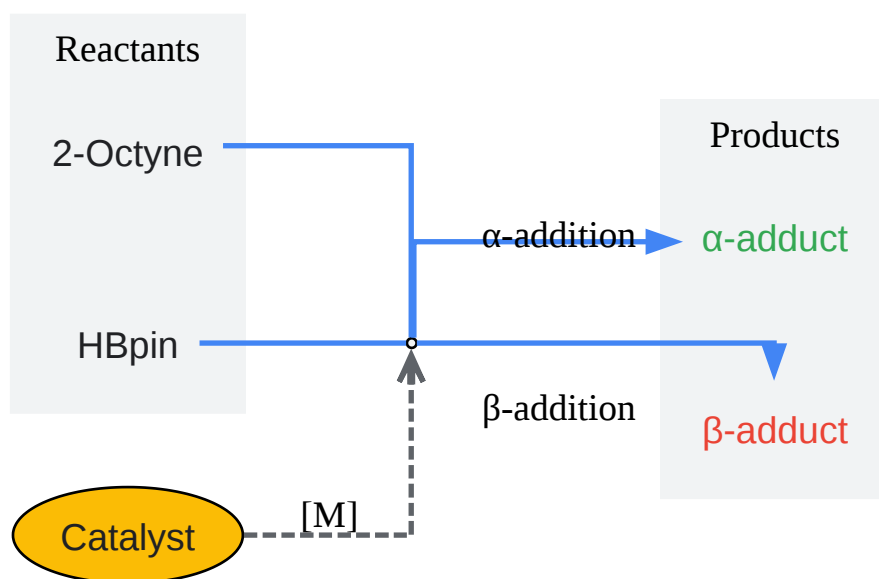 Reactants
2-Octyne
Products
α-addition
α-adduct
HBpin
β-addition
β-adduct
[M]
Catalyst